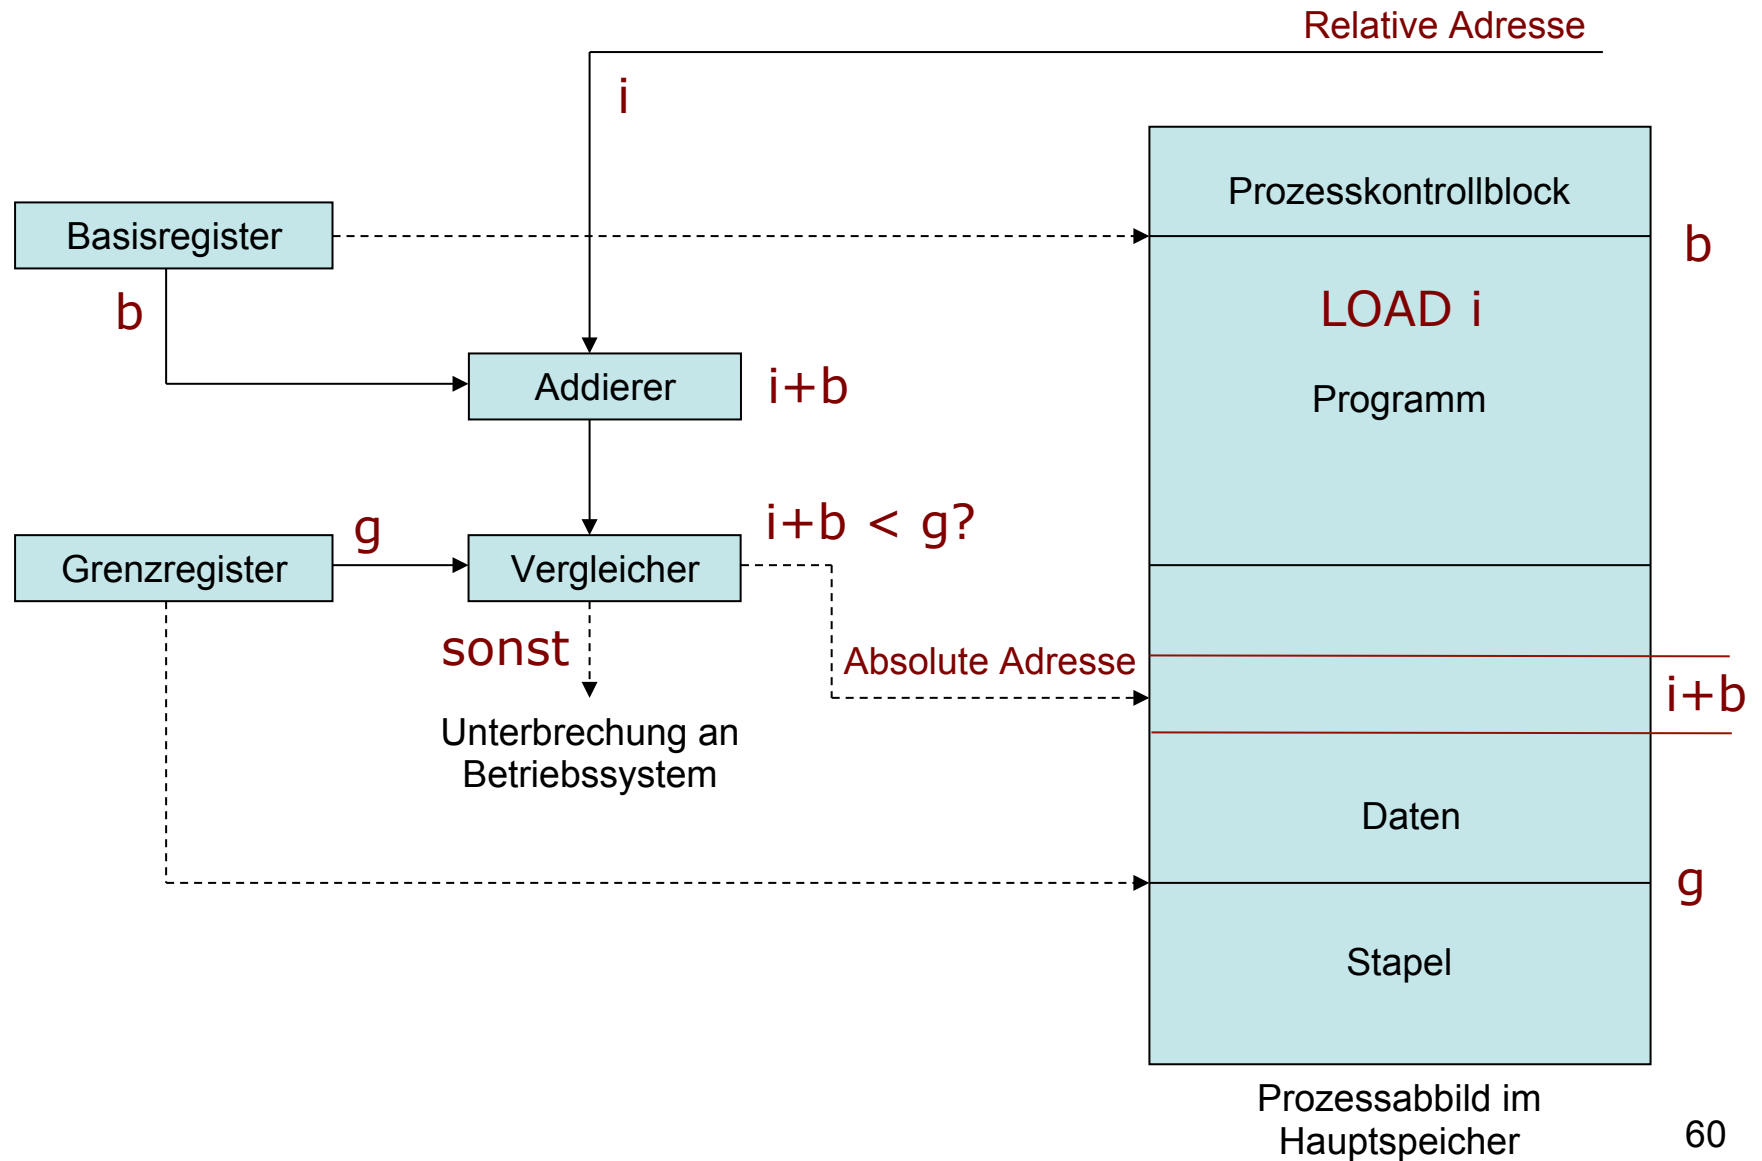 Relative Adresse
i
Prozesskontrollblock
Basisregister
b
b
LOAD i
Addierer
i+b
Programm
g
i+b < g?
Grenzregister
Vergleicher
sonst
Absolute Adresse
i+b
Unterbrechung an
Betriebssystem
Daten
g
Stapel
Prozessabbild im
Hauptspeicher
60